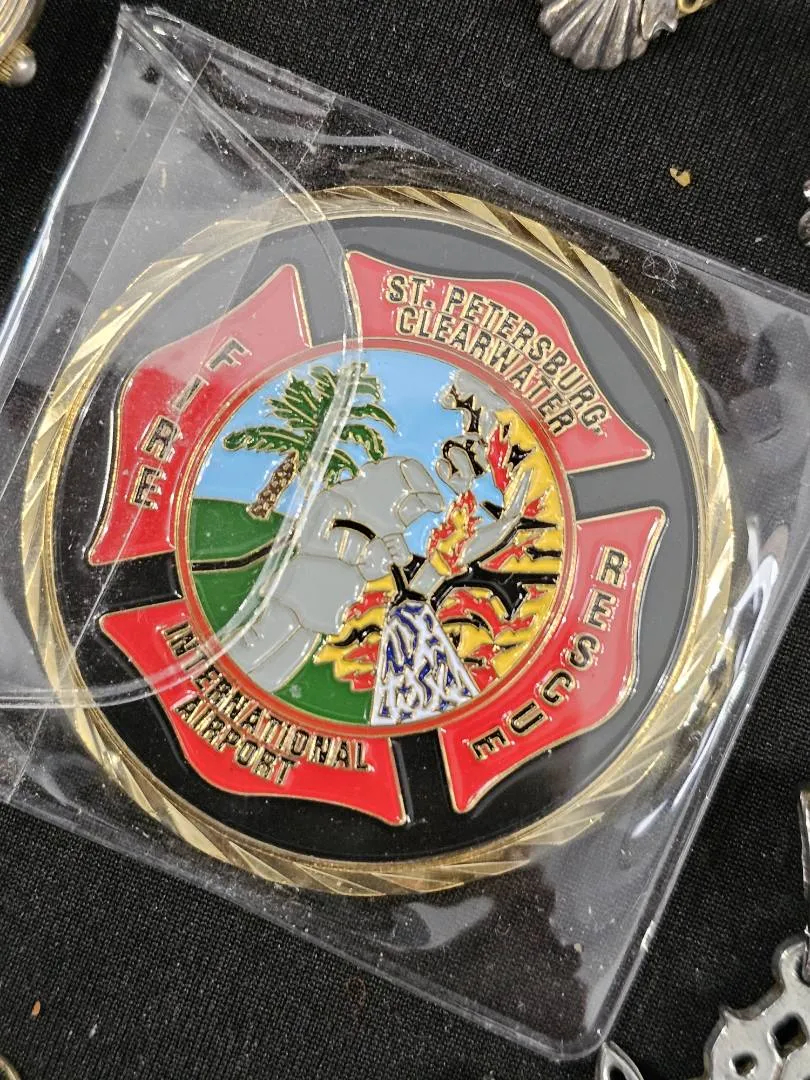 ST. PETERSBURG
CLEARWATER
FIRE
RESCUE
INTERNATIONAL
AIRPORT